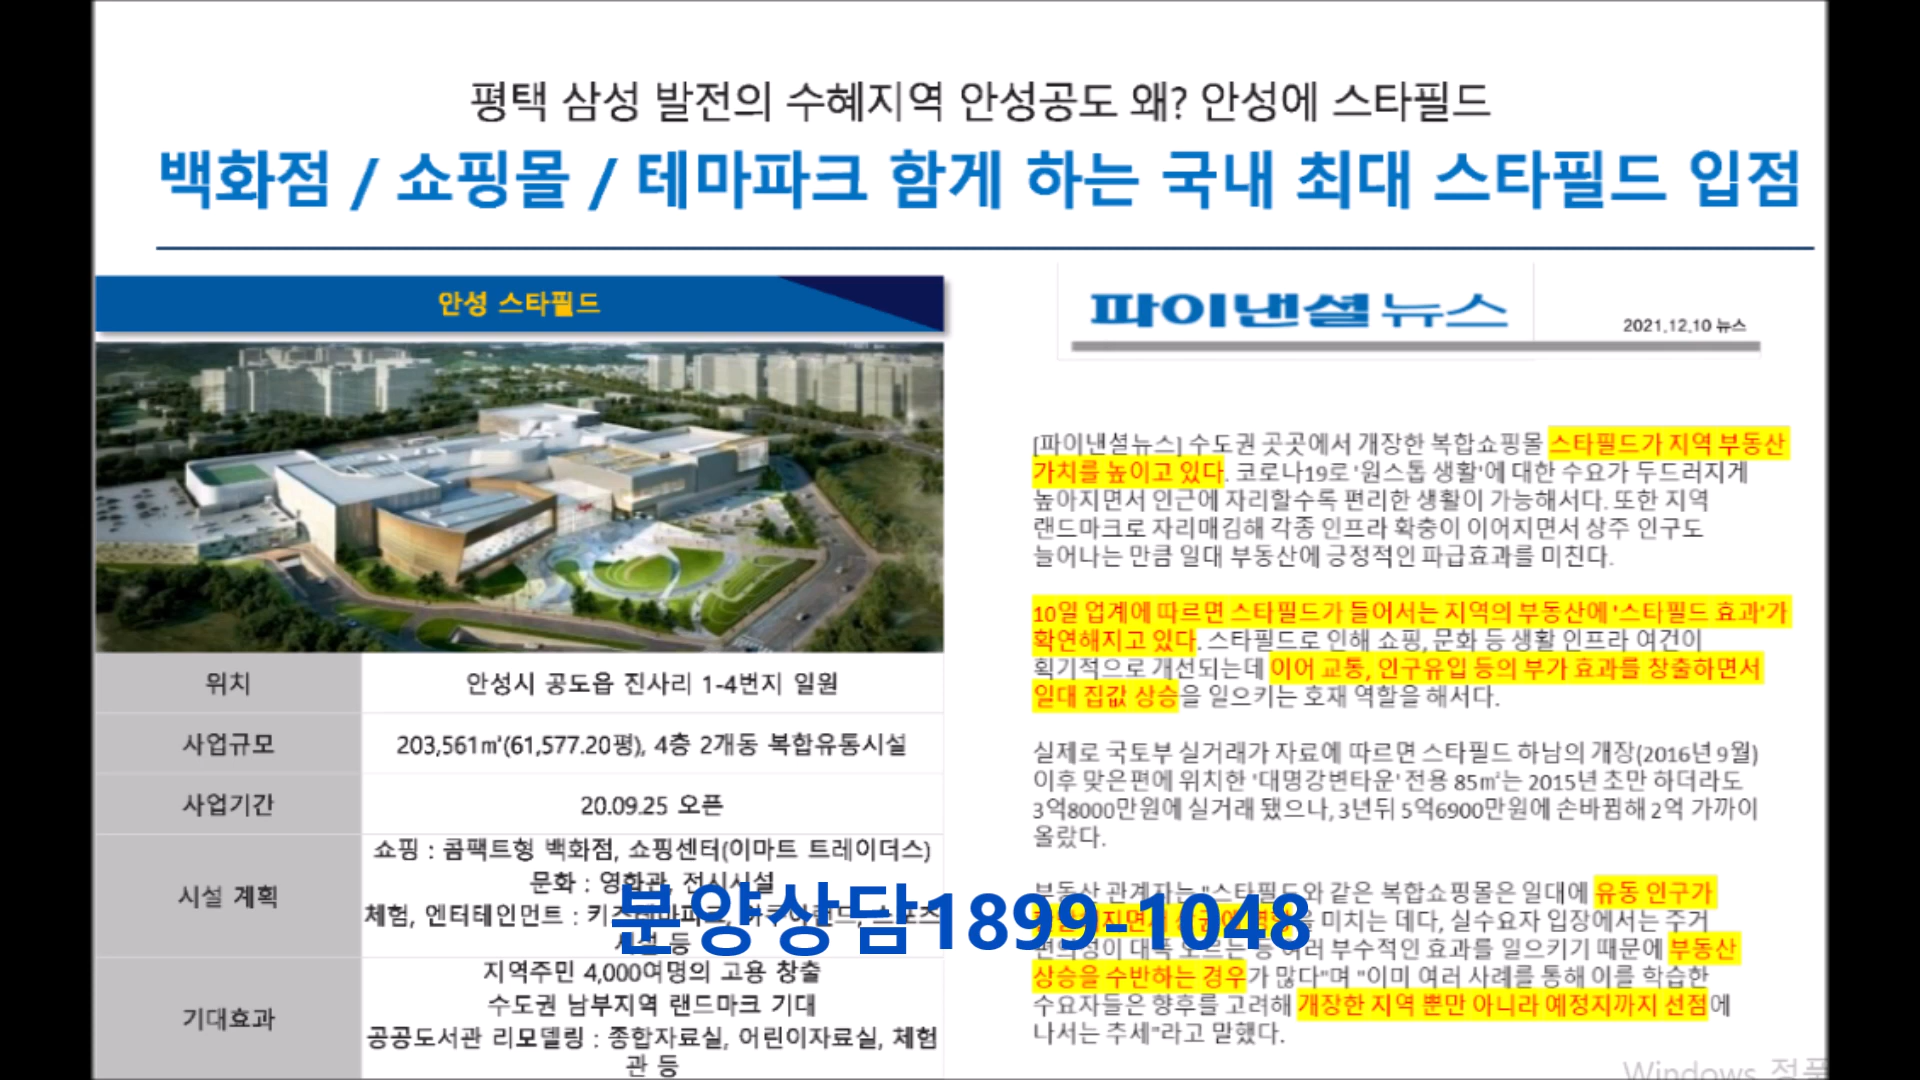 평택 삼성 발전의 수혜지역 안성공도 왜? 안성에 스타필드
백화점 / 쇼핑몰 / 테마파크 함게 하는 국내 최대 스타필드 입점
안성 스타필드
위치
안성시 공도읍 진사리 1-4번지 일원
사업규모
203,561㎡(61,577.20평), 4층 2개동 복합유통시설
사업기간
20.09.25 오픈
시설 계획
쇼핑 : 콤팩트형 백화점, 쇼핑센터(이마트 트레이더스)
문화 : 영화관, 전시시설
체험, 엔터테인먼트 : 스포츠
등
기대효과
지역주민 4,000여명의 고용 창출
수도권 남부지역 랜드마크 기대
공공도서관 리모델링 : 종합자료실, 어린이자료실, 체험
관 등
파이낸셜뉴스
2021.12.10 뉴스
[파이낸셜뉴스] 수도권 곳곳에서 개장한 복합쇼핑몰 스타필드가 지역 부동산
가치를 높이고 있다. 코로나19로 '원스톱 생활'에 대한 수요가 두드러지게
높아지면서 인근에 자리할수록 편리한 생활이 가능해서다. 또한 지역
랜드마크로 자리매김해 각종 인프라 확충이 이어지면서 상주 인구도
늘어나는 만큼 일대 부동산에 긍정적인 파급효과를 미친다.
10일 업계에 따르면 스타필드가 들어서는 지역의 부동산에 '스타필드 효과'가
확연해지고 있다. 스타필드로 인해 쇼핑, 문화 등 생활 인프라 여건이
획기적으로 개선되는데 이어 교통, 인구유입 등의 부가 효과를 창출하면서
일대 집값 상승을 일으키는 호재 역할을 해서다.
실제로 국토부 실거래가 자료에 따르면 스타필드 하남의 개장(2016년 9월)
이후 맞은편에 위치한 '대명강변타운' 전용 85㎡는 2015년 초만 하더라도
3억8000만원에 실거래 됐으나, 3년뒤 5억6900만원에 손바뀜해 2억 가까이
올랐다.
부동산 관계자는 "스타필드와 같은 복합쇼핑몰은 일대에 유동 인구가
미치는 데다, 실수요자 입장에서는 주거
편의성이 대폭 오르는 등 여러 부수적인 효과를 일으키기 때문에 부동산
상승을 수반하는 경우가 많다"며 "이미 여러 사례를 통해 이를 학습한
수요자들은 향후를 고려해 개장한 지역 뿐만 아니라 예정지까지 선점에
나서는 추세"라고 말했다.
분양상담1899-1048
Windows 정품